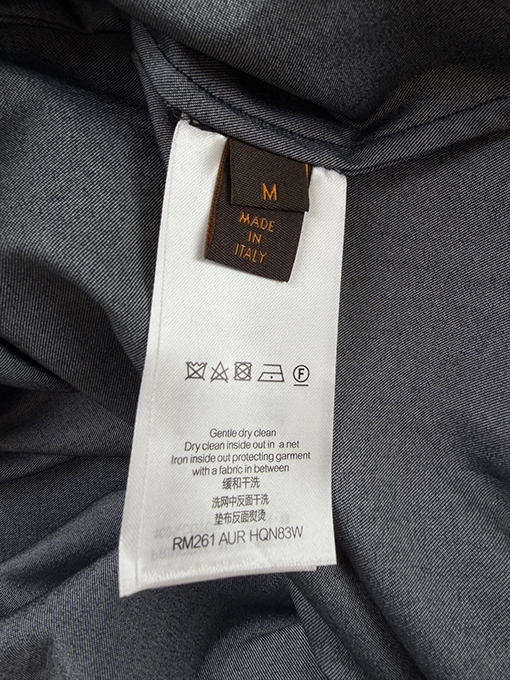 M
MADE
IN
ITALY
F
Gentle dry clean
Dry clean inside out in a net
Iron inside out protecting garment
with a fabric in between
缓和干洗
洗网中反面干洗
垫布反面熨烫
RM261 AUR HQN83W